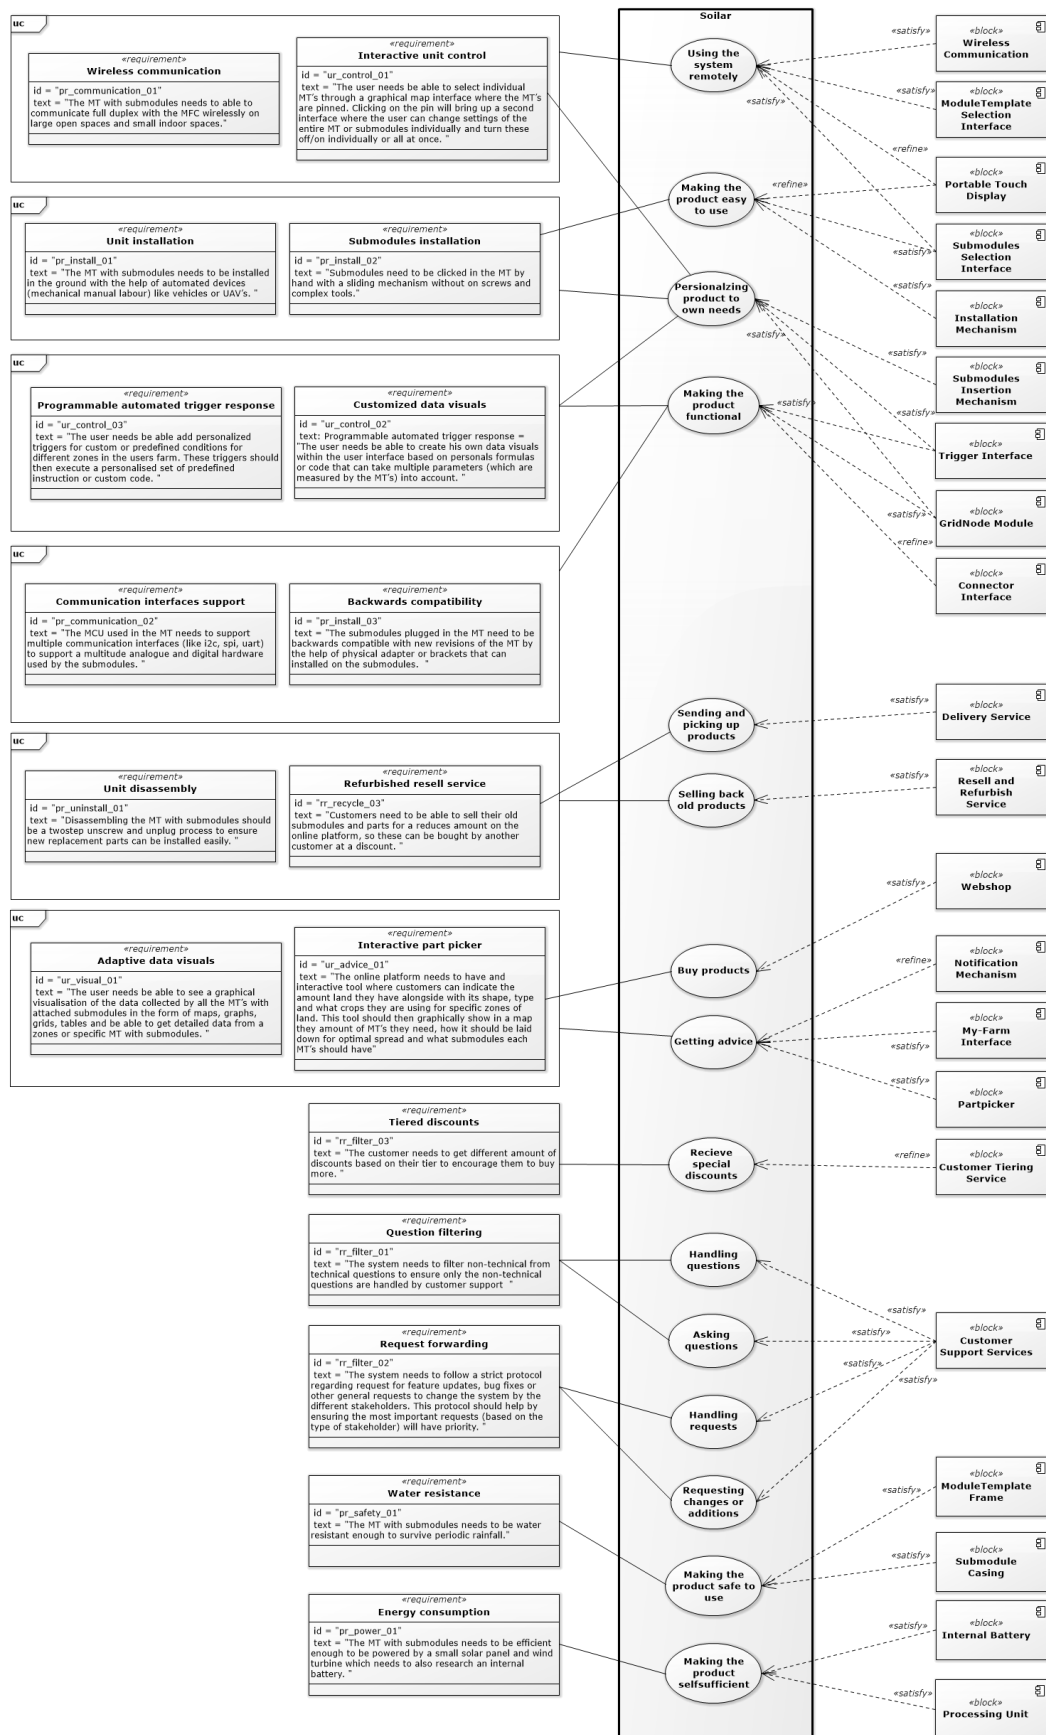 uc
«requirement»
Wireless communication
id = "pr_communication_01"
text = "The MT with submodules needs to able to
communicate full duplex with the MFC wirelessly on
large open spaces and small indoor spaces."
«requirement»
Interactive unit control
id = "ur_control_01"
text = "The user needs be able to select individual
MT's through a graphical map interface where the MT's
are pinned. Clicking on the pin will bring up a second
interface where the user can change settings of the
entire MT or submodules individually and turn these
off/on individually or all at once. "
uc
«requirement»
Unit installation
id = "pr_install_01"
text = "The MT with submodules needs to be installed
in the ground with the help of automated devices
(mechanical manual labour) like vehicles or UAV's. "
«requirement»
Submodules installation
id = "pr_install_02"
text = "Submodules need to be clicked in the MT by
hand with a sliding mechanism without on screws and
complex tools."
uc
«requirement»
Programmable automated trigger response
id = "ur_control_03"
text = "The user needs be able add personalized
triggers for custom or predefined conditions for
different zones in the users farm. These triggers should
then execute a personalised set of predefined
instruction or custom code. "
«requirement»
Customized data visuals
id = "ur_control_02"
text: Programmable automated trigger response =
"The user needs be able to create his own data visuals
within the user interface based on personals formulas
or code that can take multiple parameters (which are
measured by the MT's) into account. "
uc
«requirement»
Communication interfaces support
id = "pr_communication_02"
text = "The MCU used in the MT needs to support
multiple communication interfaces (like i2c, spi, uart)
to support a multitude analogue and digital hardware
used by the submodules. "
«requirement»
Backwards compatibility
id = "pr_install_03"
text = "The submodules plugged in the MT need to be
backwards compatible with new revisions of the MT by
the help of physical adapter or brackets that can
installed on the submodules.  "
uc
«requirement»
Unit disassembly
id = "pr_uninstall_01"
text = "Disassembling the MT with submodules should
be a twostep unscrew and unplug process to ensure
new replacement parts can be installed easily. "
«requirement»
Refurbished resell service
id = "rr_recycle_03"
text = "Customers need to be able to sell their old
submodules and parts for a reduces amount on the
online platform, so these can be bought by another
customer at a discount. "
uc
«requirement»
Adaptive data visuals
id = "ur_visual_01"
text = "The user needs be able to see a graphical
visualisation of the data collected by all the MT's with
attached submodules in the form of maps, graphs,
grids, tables and be able to get detailed data from a
zones or specific MT with submodules. "
«requirement»
Interactive part picker
id = "ur_advice_01"
text = "The online platform needs to have and
interactive tool where customers can indicate the
amount land they have alongside with its shape, type
and what crops they are using for specific zones of
land. This tool should then graphically show in a map
they amount of MT's they need, how it should be laid
down for optimal spread and what submodules each
MT's should have"
«requirement»
Tiered discounts
id = "rr_filter_03"
text = "The customer needs to get different amount of
discounts based on their tier to encourage them to buy
more. "
«requirement»
Question filtering
id = "rr_filter_01"
text = "The system needs to filter non-technical from
technical questions to ensure only the non-technical
questions are handled by customer support  "
«requirement»
Request forwarding
id = "rr_filter_02"
text = "The system needs to follow a strict protocol
regarding request for feature updates, bug fixes or
other general requests to change the system by the
different stakeholders. This protocol should help by
ensuring the most important requests (based on the
type of stakeholder) will have priority. "
«requirement»
Water resistance
id = "pr_safety_01"
text = "The MT with submodules needs to be water
resistant enough to survive periodic rainfall."
«requirement»
Energy consumption
id = "pr_power_01"
text = "The MT with submodules needs to be efficient
enough to be powered by a small solar panel and wind
turbine which needs to also research an internal
battery. "
Soilar
Using the
system
remotely
Making the
product easy
to use
Persionalzing
product to
own needs
Making the
product
functional
Sending and
picking up
products
Selling back
old products
Buy products
Getting advice
Recieve
special
discounts
Handling
questions
Asking
questions
Handling
requests
Requesting
changes or
additions
Making the
product safe to
use
Making the
product
selfsufficient
«satisfy»
«satisfy»
«satisfy»
«refine»
«refine»
«satisfy»
«satisfy»
«satisfy»
«satisfy»
«satisfy»
«satisfy»
«satisfy»
«refine»
«satisfy»
«satisfy»
«satisfy»
«refine»
«satisfy»
«satisfy»
«refine»
«satisfy»
«satisfy»
«satisfy»
«satisfy»
«satisfy»
«satisfy»
«satisfy»
«satisfy»
«block»
Wireless
Communication
«block»
ModuleTemplate
Selection
Interface
«block»
Portable Touch
Display
«block»
Submodules
Selection
Interface
«block»
Installation
Mechanism
«block»
Submodules
Insertion
Mechanism
«block»
Trigger Interface
«block»
GridNode Module
«block»
Connector
Interface
«block»
Delivery Service
«block»
Resell and
Refurbish
Service
«block»
Webshop
«block»
Notification
Mechanism
«block»
My-Farm
Interface
«block»
Partpicker
«block»
Customer Tiering
Service
«block»
Customer
Support Services
«block»
ModuleTemplate
Frame
«block»
Submodule
Casing
«block»
Internal Battery
«block»
Processing Unit